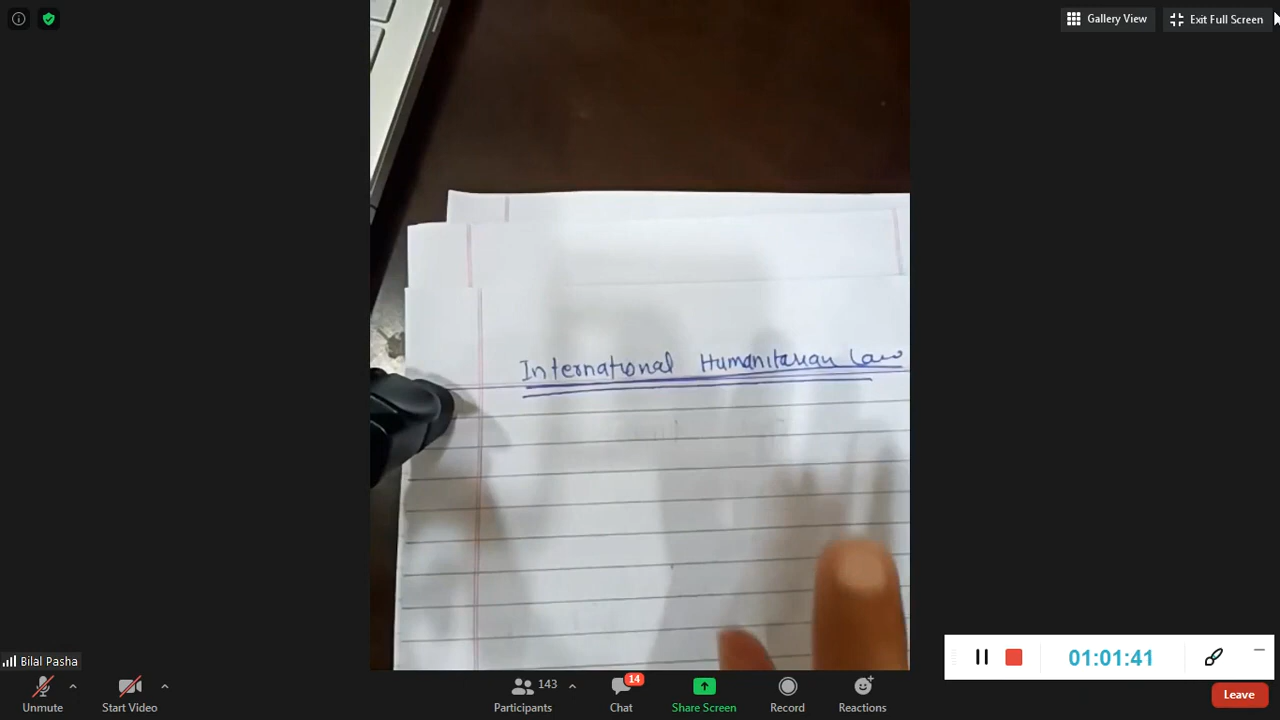 Gallery View
Exit Full Screen
International Humanitarian Law
Bilal Pasha
01:01:41
Unmute
Start Video
143
Participants
14
Chat
Share Screen
Record
Reactions
Leave